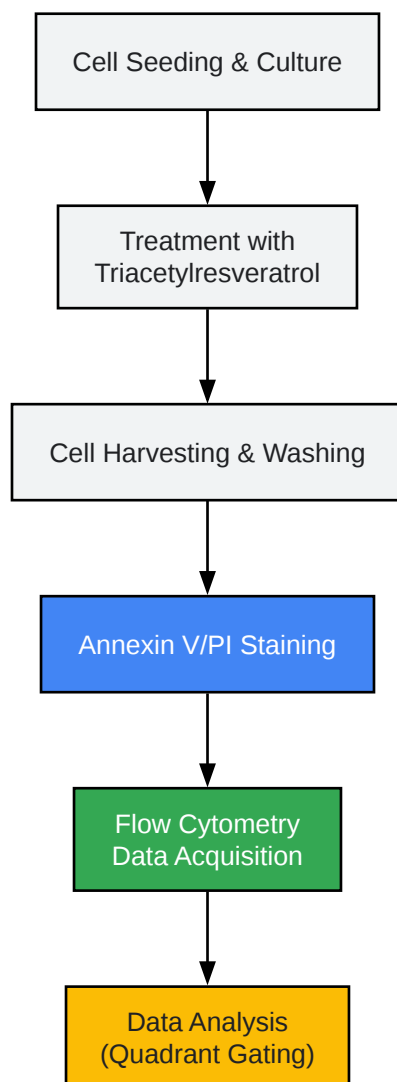 Cell Seeding & Culture
Treatment with
Triacetylresveratrol
Cell Harvesting & Washing
Annexin V/PI Staining
Flow Cytometry
Data Acquisition
Data Analysis
(Quadrant Gating)